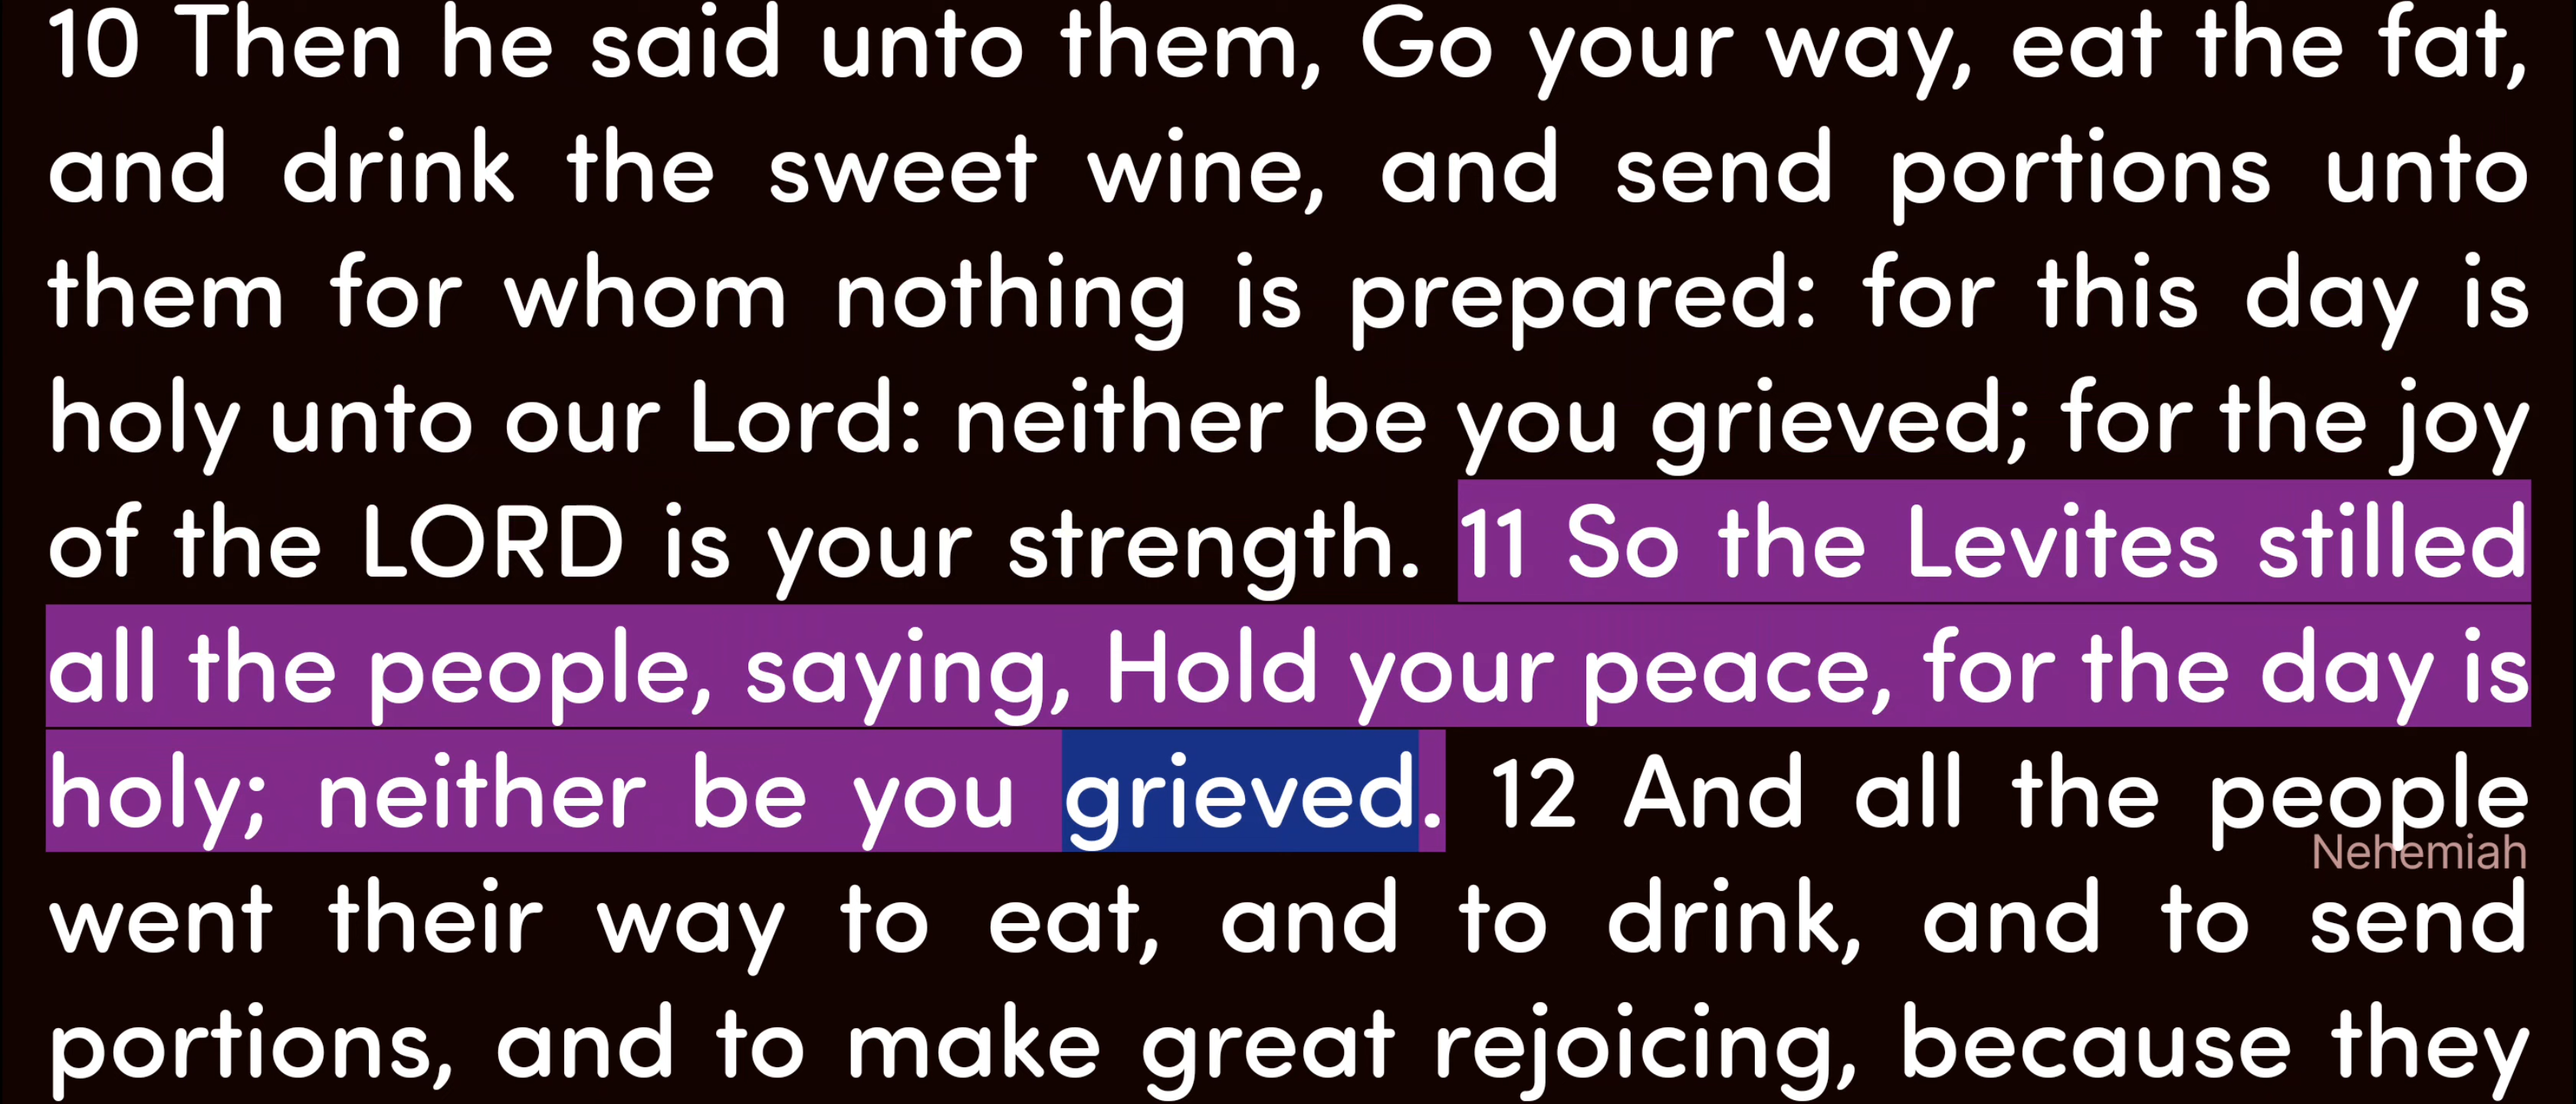 10 Then he said unto them, Go your way, eat the fat,
and drink the sweet wine, and send portions unto
them for whom nothing is prepared: for this day is
holy unto our Lord: neither be you grieved; for the joy
of the LORD is your strength. 11 So the Levites stilled
all the people, saying, Hold your peace, for the day is
holy; neither be you grieved. 12 And all the people
Nehemiah
went their way to eat, and to drink, and to send
portions, and to make great rejoicing, because they